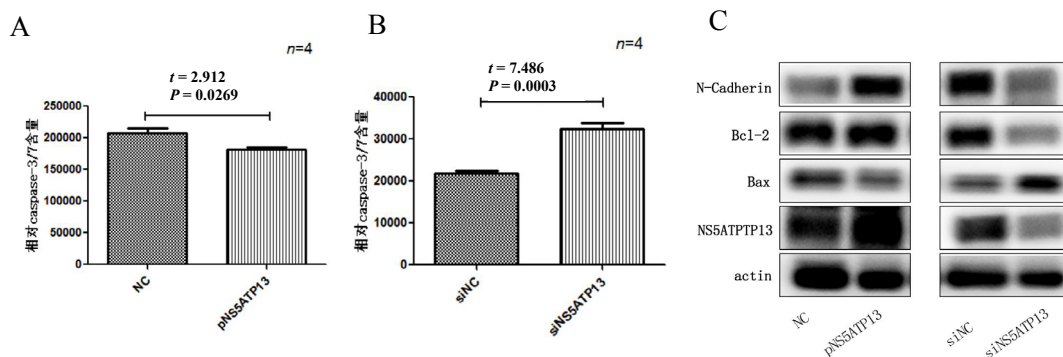 A
n=4
t = 2.912
P = 0.0269
相对caspase-3/7含量
250000
200000
150000
100000
50000
0
NC
pNS5ATP13
B
n=4
t = 7.486
P = 0.0003
相对caspase-3/7含量
40000
30000
20000
10000
0
siNC
siNS5ATP13
C
N-Cadherin
Bcl-2
Bax
NS5ATPTP13
actin
NC
pNS5ATP13
siNC
siNS5ATP13